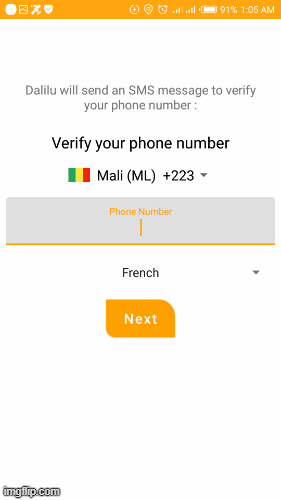 91% 1:05 AM
Dalilu will send an SMS message to verify
your phone number :
Verify your phone number
Mali (ML) +223
Phone Number
French
Next
imgflip.com